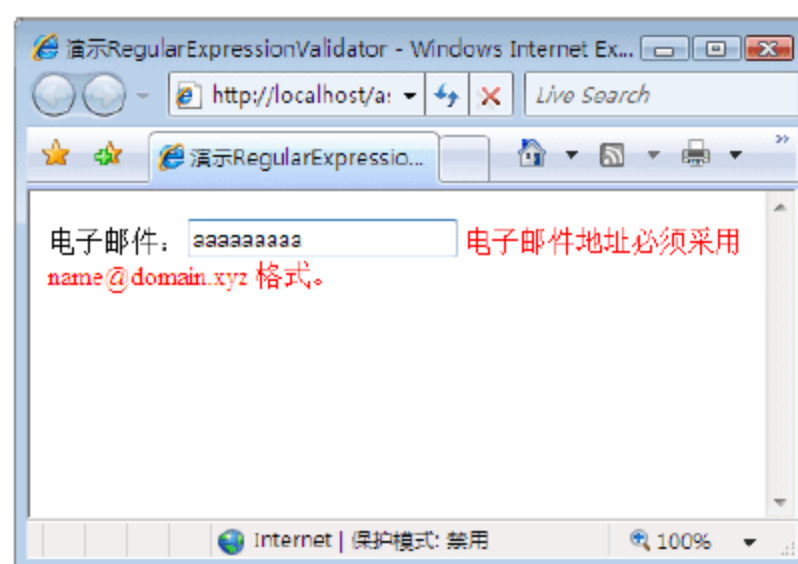 演示RegularExpressionValidator - Windows Internet Ex...
http://localhost/a
Live Search
演示RegularExpressio...
电子邮件：aaaaaaaaa 电子邮件地址必须采用
name@domain.xyz 格式。
Internet | 保护模式: 禁用
100%